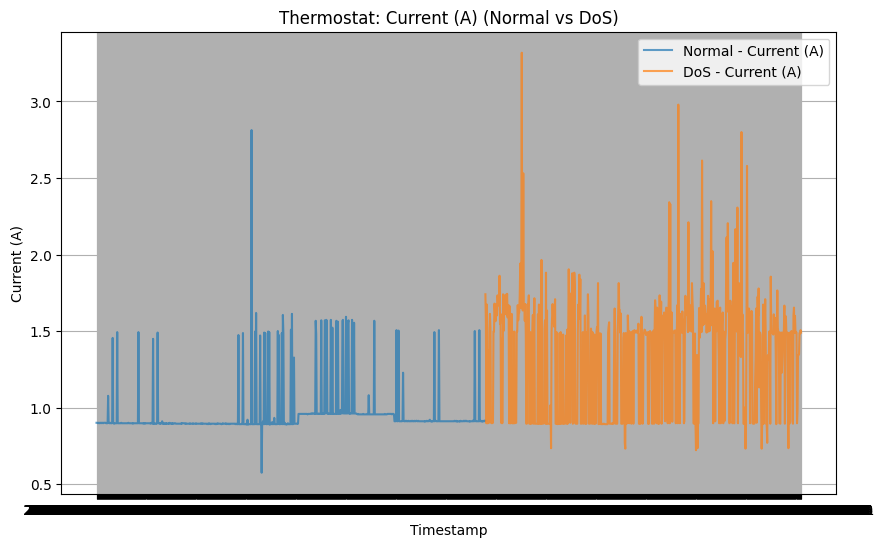 Thermostat: Current (A) (Normal vs DoS)
Normal - Current (A)
DoS - Current (A)
3.0
2.5
2.0
1.5
1.0
0.5
Current (A)
Timestamp